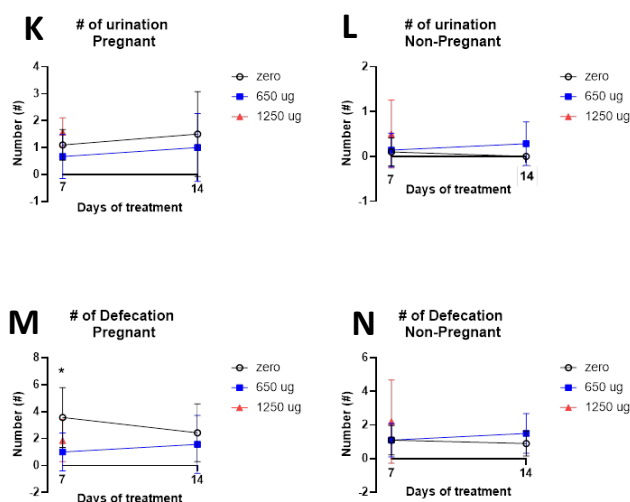 K
# of urination
Pregnant
Number (#)
4
3
2
1
0
-1
7
14
Days of treatment
zero
650 ug
1250 ug
L
# of urination
Non-Pregnant
Number (#)
2
1
0
-1
7
14
Days of treatment
zero
650 ug
1250 ug
M
# of Defecation
Pregnant
Number (#)
8
6
4
2
0
-2
*
7
14
Days of treatment
zero
650 ug
1250 ug
N
# of Defecation
Non-Pregnant
Number (#)
6
4
2
0
-2
7
14
Days of treatment
zero
650 ug
1250 ug